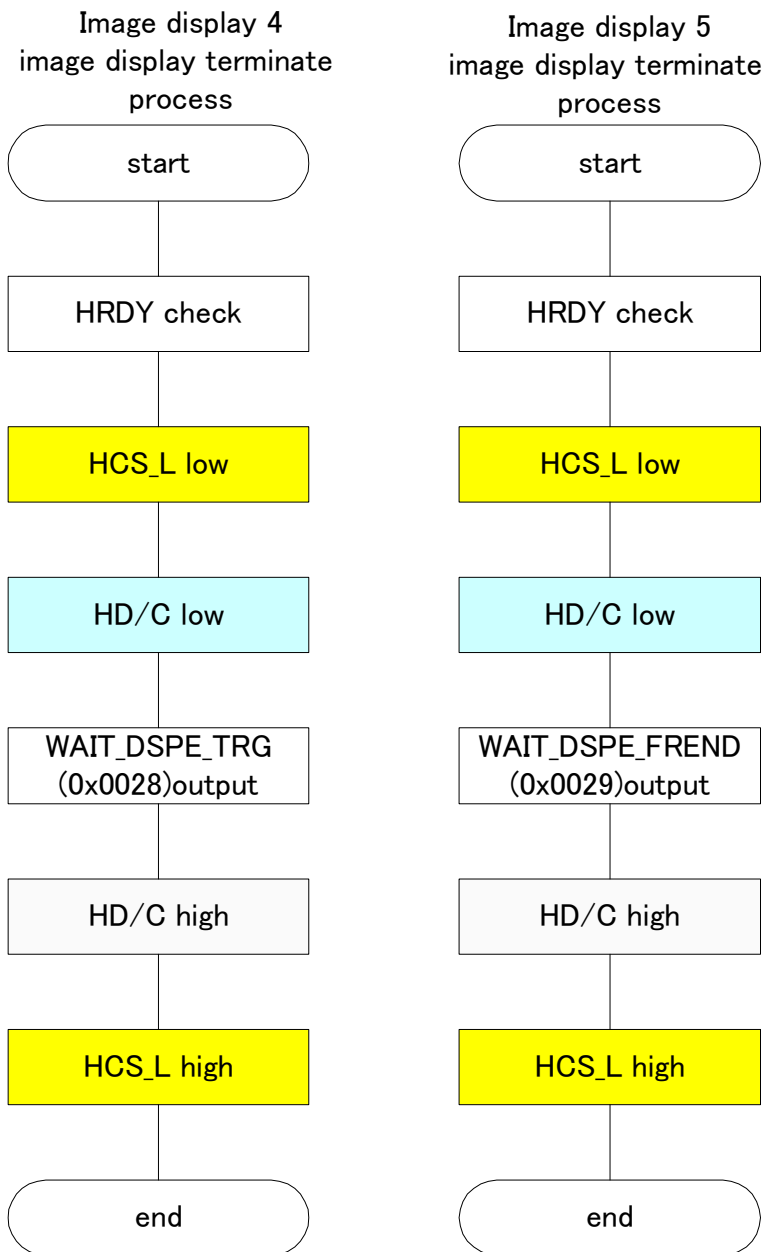 Image display 4
image display terminate
process
start
HRDY check
HCS_L low
HD/C low
WAIT_DSPE_TRG
(0x0028)output
HD/C high
HCS_L high
end
Image display 5
image display terminate
process
start
HRDY check
HCS_L low
HD/C low
WAIT_DSPE_FREND
(0x0029)output
HD/C high
HCS_L high
end